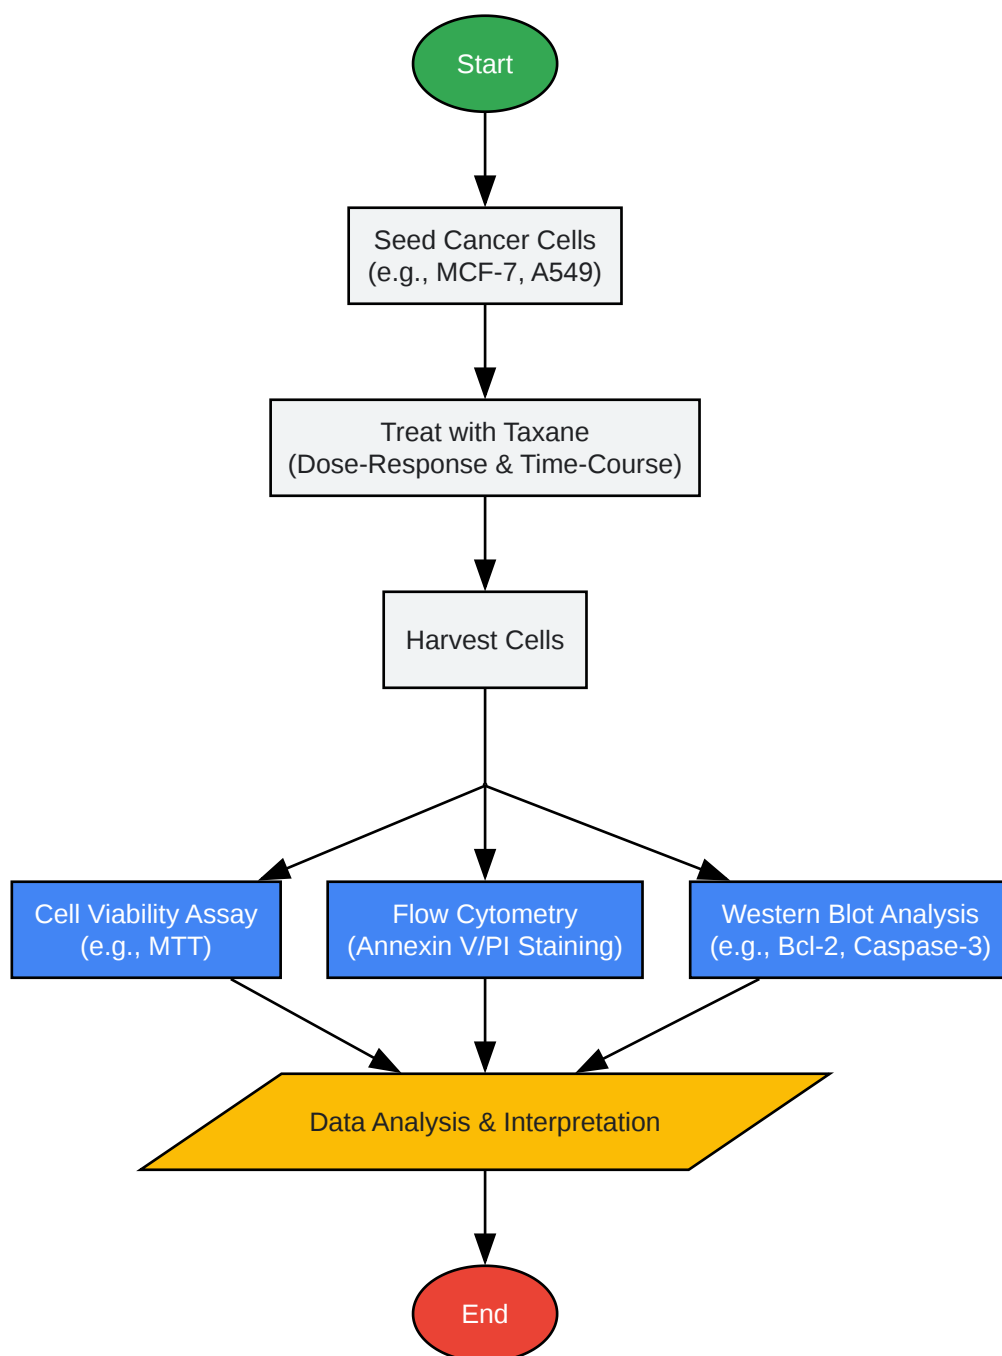 Start
Seed Cancer Cells
(e.g., MCF-7, A549)
Treat with Taxane
(Dose-Response & Time-Course)
Harvest Cells
Cell Viability Assay
(e.g., MTT)
Flow Cytometry
(Annexin V/PI Staining)
Western Blot Analysis
(e.g., Bcl-2, Caspase-3)
Data Analysis & Interpretation
End